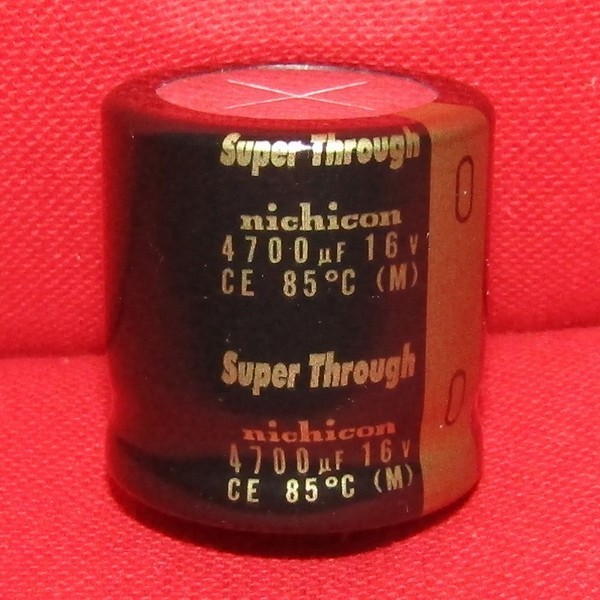 Super Through
nichicon
4700µF 16V
CE 85°C (M)
Super Through
nichicon
4700µF 16V
CE 85°C (M)